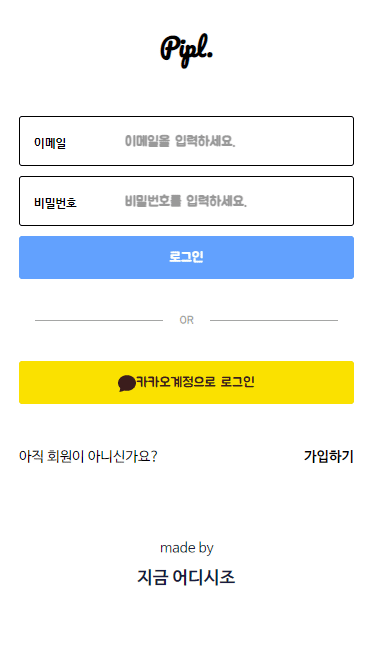 Pipl.
이메일 이메일을 입력하세요.
비밀번호 비밀번호를 입력하세요.
로그인
OR
카카오계정으로 로그인
아직 회원이 아니신가요? 가입하기
made by
지금 어디시조